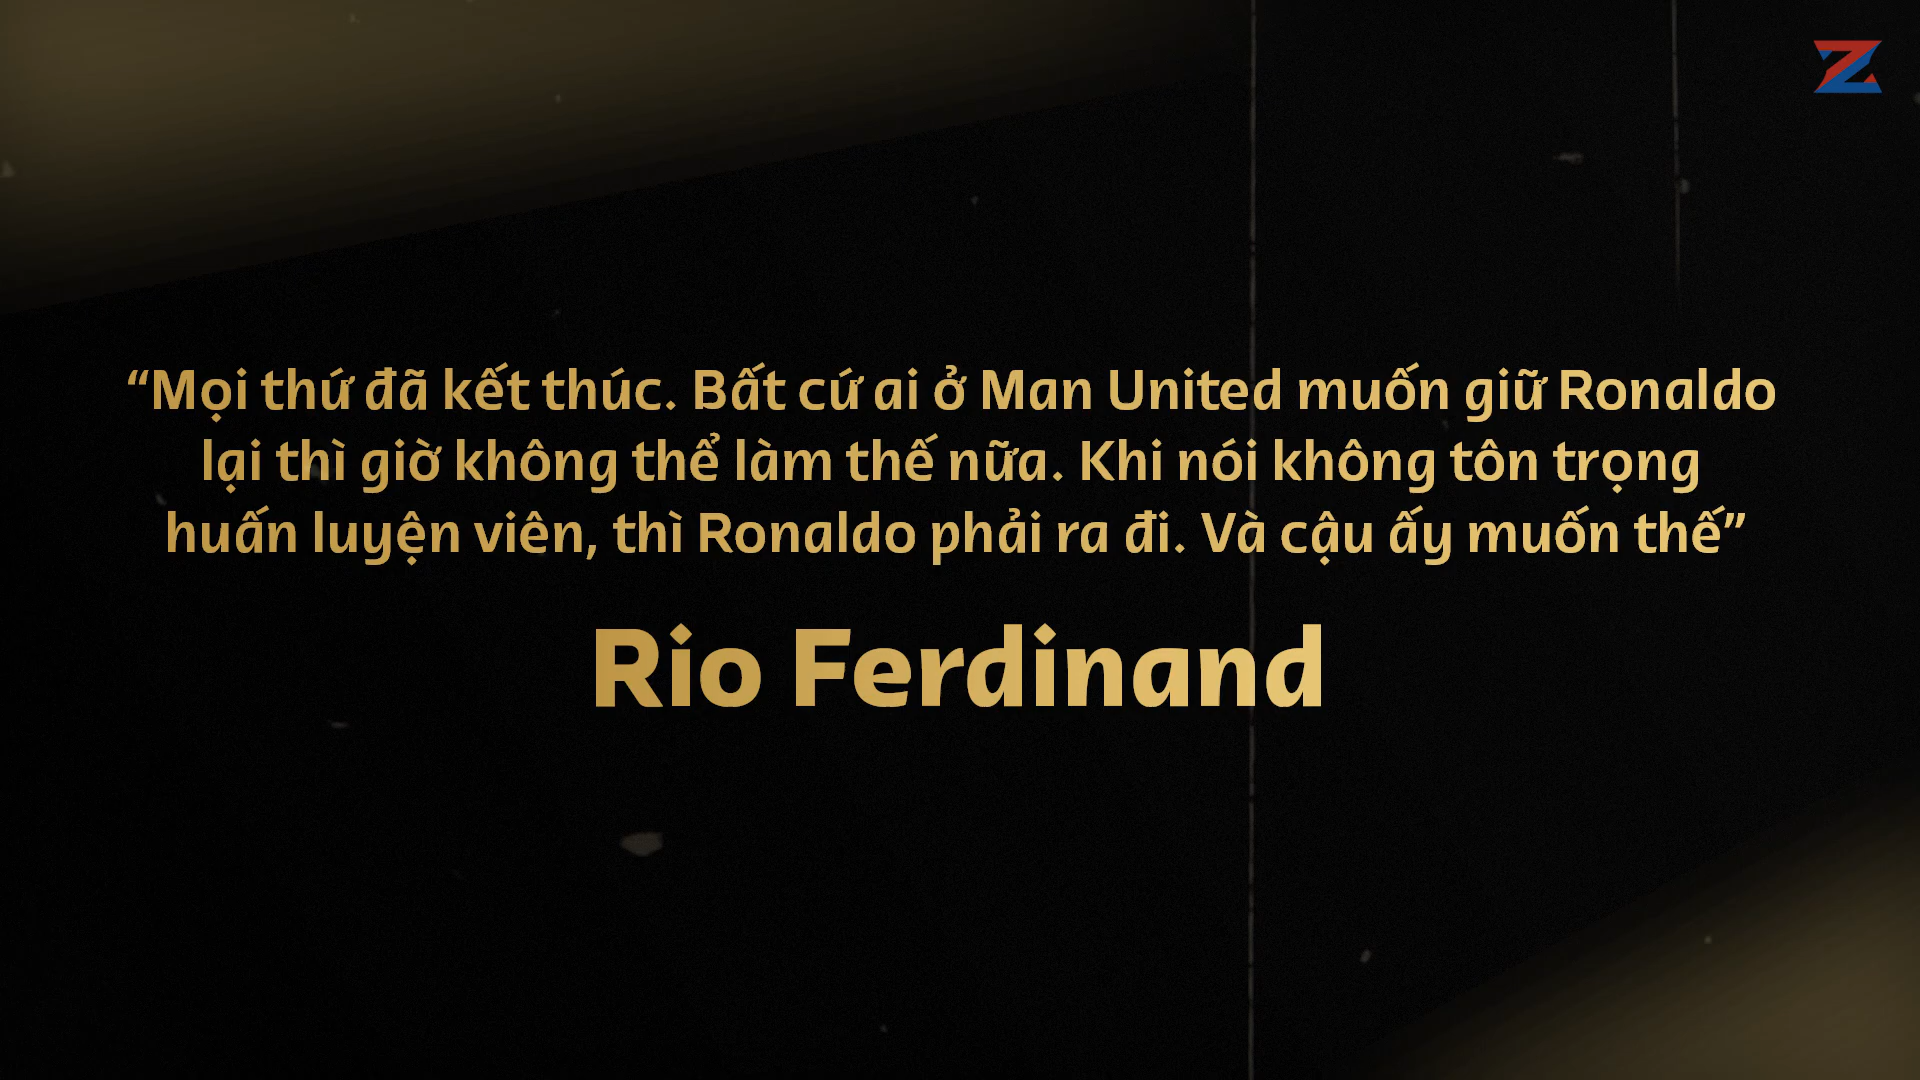 “Mọi thứ đã kết thúc. Bất cứ ai ở Man United muốn giữ Ronaldo
lại thì giờ không thể làm thế nữa. Khi nói không tôn trọng
huấn luyện viên, thì Ronaldo phải ra đi. Và cậu ấy muốn thế”
Rio Ferdinand